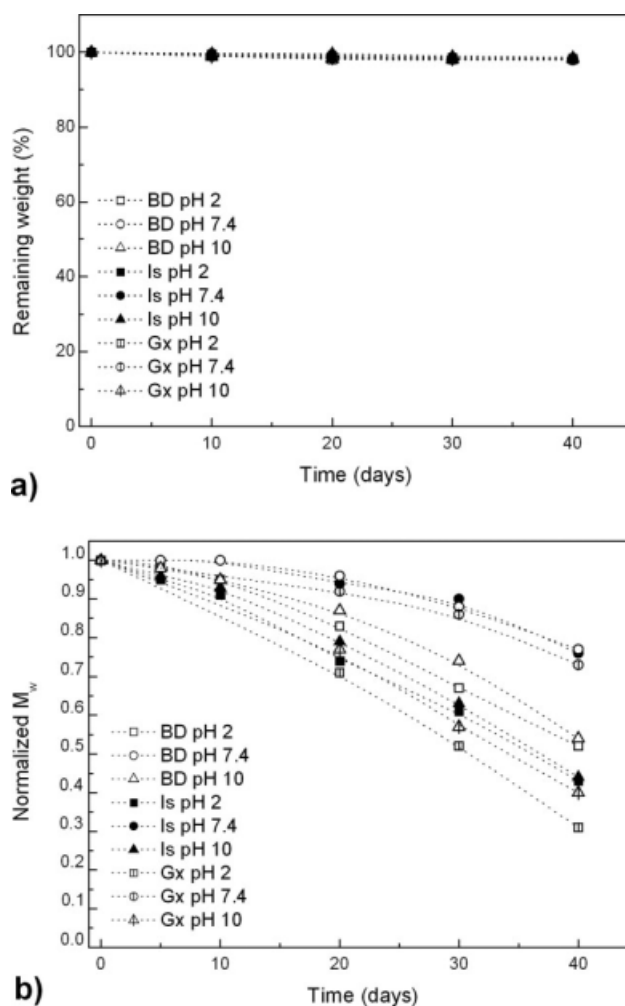 100
80
60
40
20
0
Remaining weight (%)
BD pH 2
BD pH 7.4
BD pH 10
Is pH 2
Is pH 7.4
Is pH 10
Gx pH 2
Gx pH 7.4
Gx pH 10
0 10 20 30 40
Time (days)
a)
1.0
0.9
0.8
0.7
0.6
0.5
0.4
0.3
0.2
0.1
0.0
Normalized Mw
BD pH 2
BD pH 7.4
BD pH 10
Is pH 2
Is pH 7.4
Is pH 10
Gx pH 2
Gx pH 7.4
Gx pH 10
0 10 20 30 40
Time (days)
b)